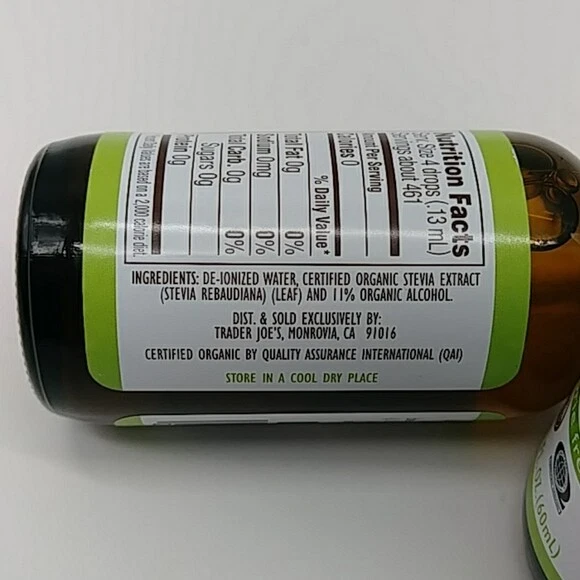 Nutrition Facts
Serv. Size 4 drops (.13 mL)
Servings about 461
Amount Per Serving
Calories 0
% Daily Value*
Total Fat 0g 0%
Sodium 0mg 0%
Total Carb. 0g 0%
Sugars 0g
Protein 0g
Daily Values are based on a 2,000 calorie diet.
INGREDIENTS: DE-IONIZED WATER, CERTIFIED ORGANIC STEVIA EXTRACT
(STEVIA REBAUDIANA) (LEAF) AND 11% ORGANIC ALCOHOL.
DIST. & SOLD EXCLUSIVELY BY:
TRADER JOE'S, MONROVIA, CA 91016
CERTIFIED ORGANIC BY QUALITY ASSURANCE INTERNATIONAL (QAI)
STORE IN A COOL DRY PLACE
OZ. (60mL)